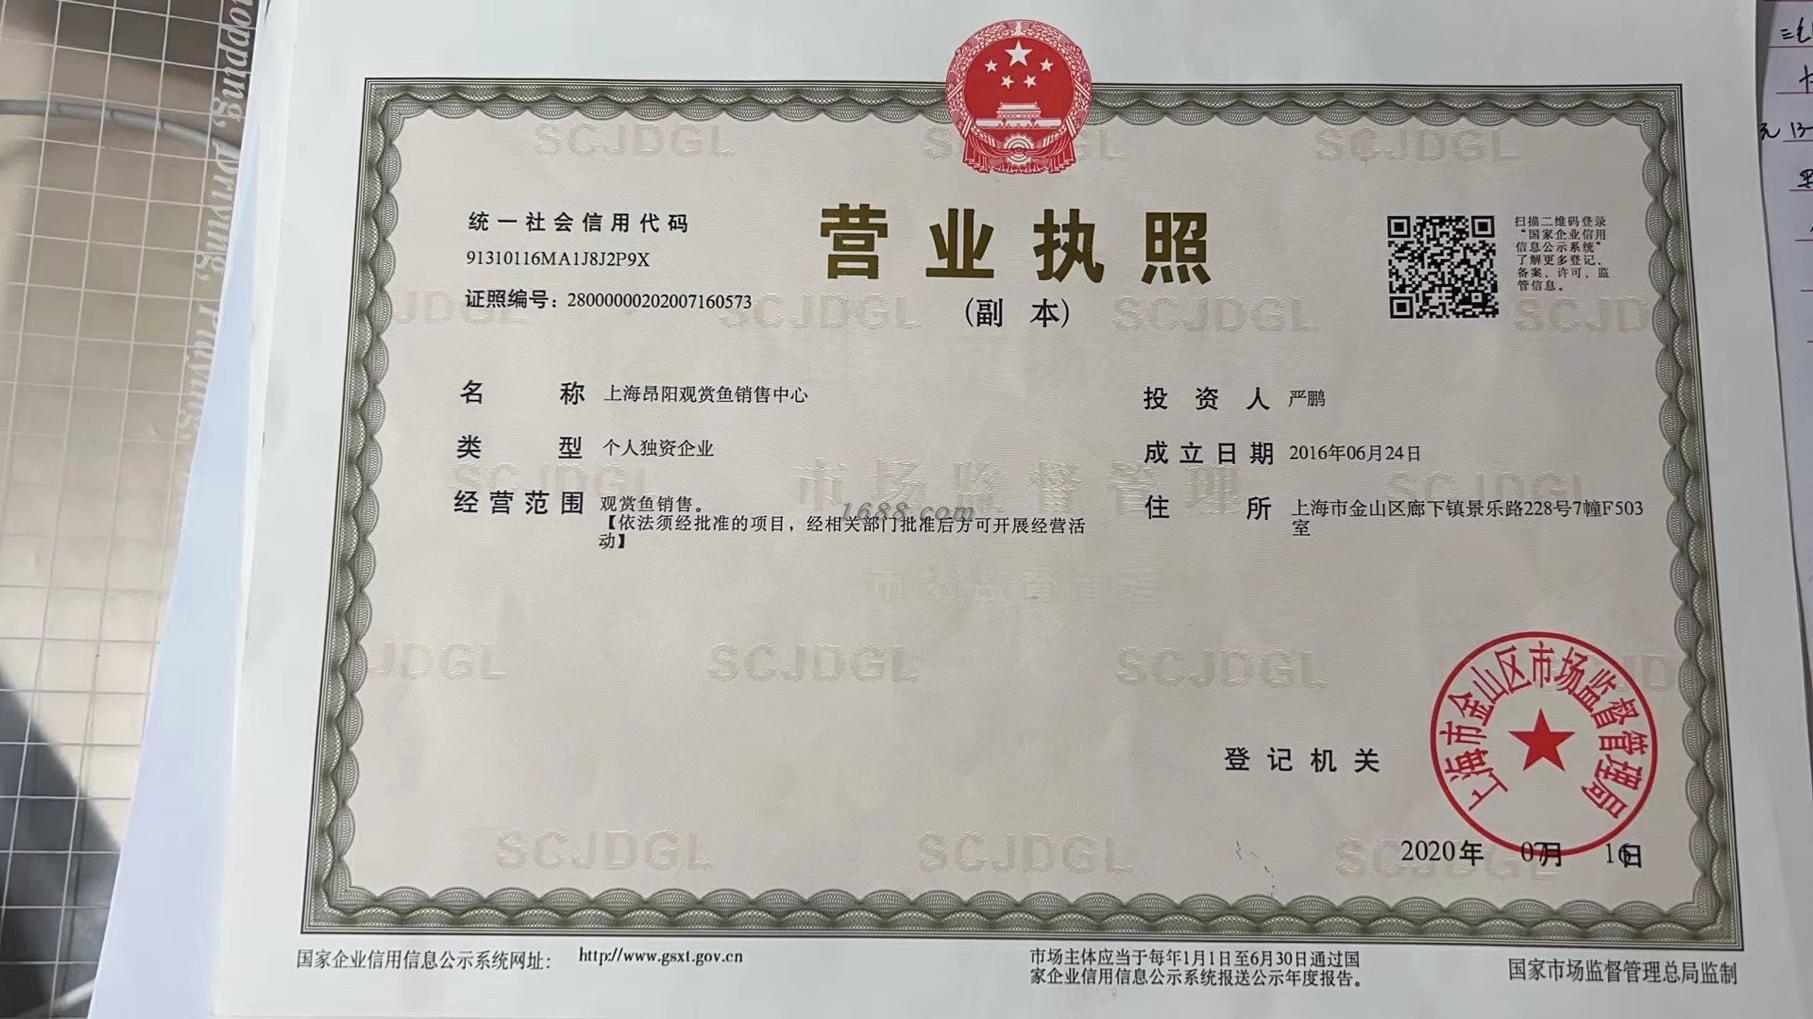 统一社会信用代码
91310116MA1J8J2P9X
证照编号：28000000202007160573
营业执照
(副 本)
扫描二维码登录
“国家企业信用
信息公示系统”
了解更多登记、
备案、许可、监
管信息。
名 称 上海昂阳观赏鱼销售中心
类 型 个人独资企业
经营范围 观赏鱼销售。
【依法须经批准的项目，经相关部门批准后方可开展经营活
动】
投资人 严鹏
成立日期 2016年06月24日
住 所 上海市金山区廊下镇景乐路228号7幢F503
室
1688.com
SCJDGL
市场监督管理
登记机关
上海市金山区市场监督管理局
2020年 07月 16日
国家企业信用信息公示系统网址： http://www.gsxt.gov.cn
市场主体应当于每年1月1日至6月30日通过国
家企业信用信息公示系统报送公示年度报告。
国家市场监督管理总局监制